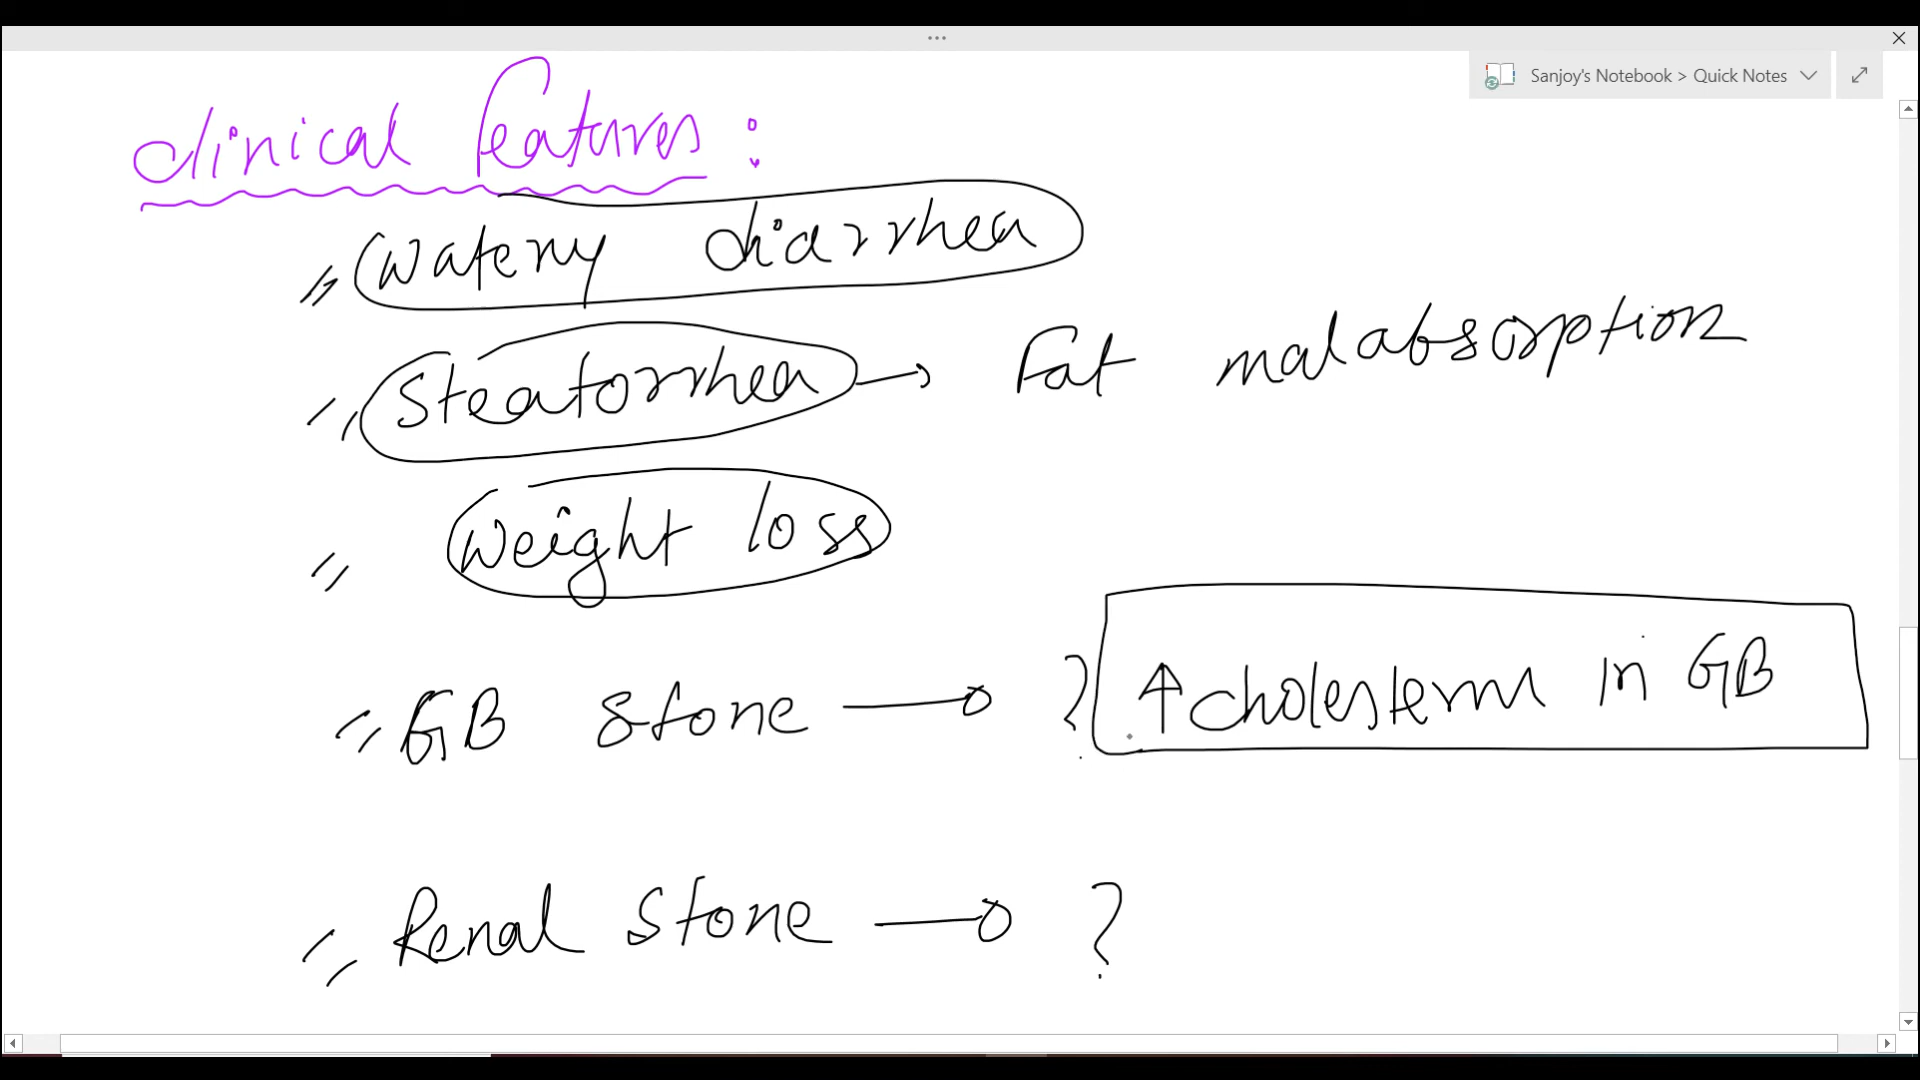 Sanjoy's Notebook > Quick Notes
Clinical features :
Watery diarrhea
Steatorrhea → Fat malabsorption
Weight loss
GB Stone → ? ↑ cholesterol in GB
Renal Stone → ?